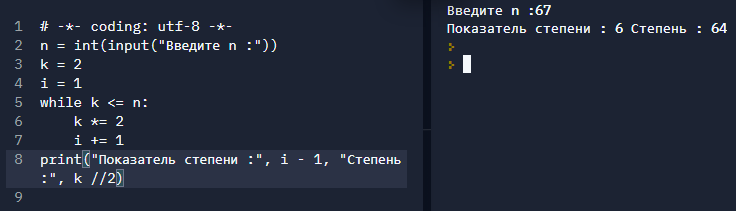 1 # -*- coding: utf-8 -*-
2 n = int(input("Введите n :"))
3 k = 2
4 i = 1
5 while k <= n:
6     k *= 2
7     i += 1
8 print("Показатель степени :", i - 1, "Степень
:", k //2)
9
Введите n :67
Показатель степени : 6 Степень : 64
>
>